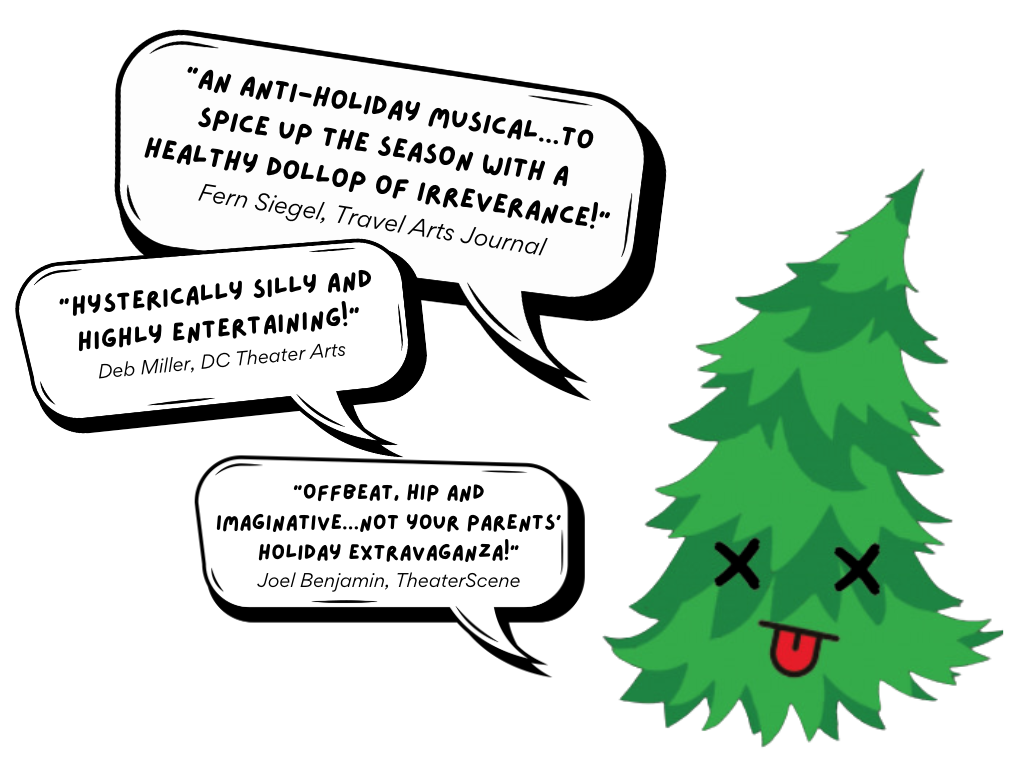 "AN ANTI-HOLIDAY MUSICAL...TO
SPICE UP THE SEASON WITH A
HEALTHY DOLLOP OF IRREVERANCE!"
Fern Siegel, Travel Arts Journal
"HYSTERICALLY SILLY AND
HIGHLY ENTERTAINING!"
Deb Miller, DC Theater Arts
"OFFBEAT, HIP AND
IMAGINATIVE...NOT YOUR PARENTS'
HOLIDAY EXTRAVAGANZA!"
Joel Benjamin, TheaterScene